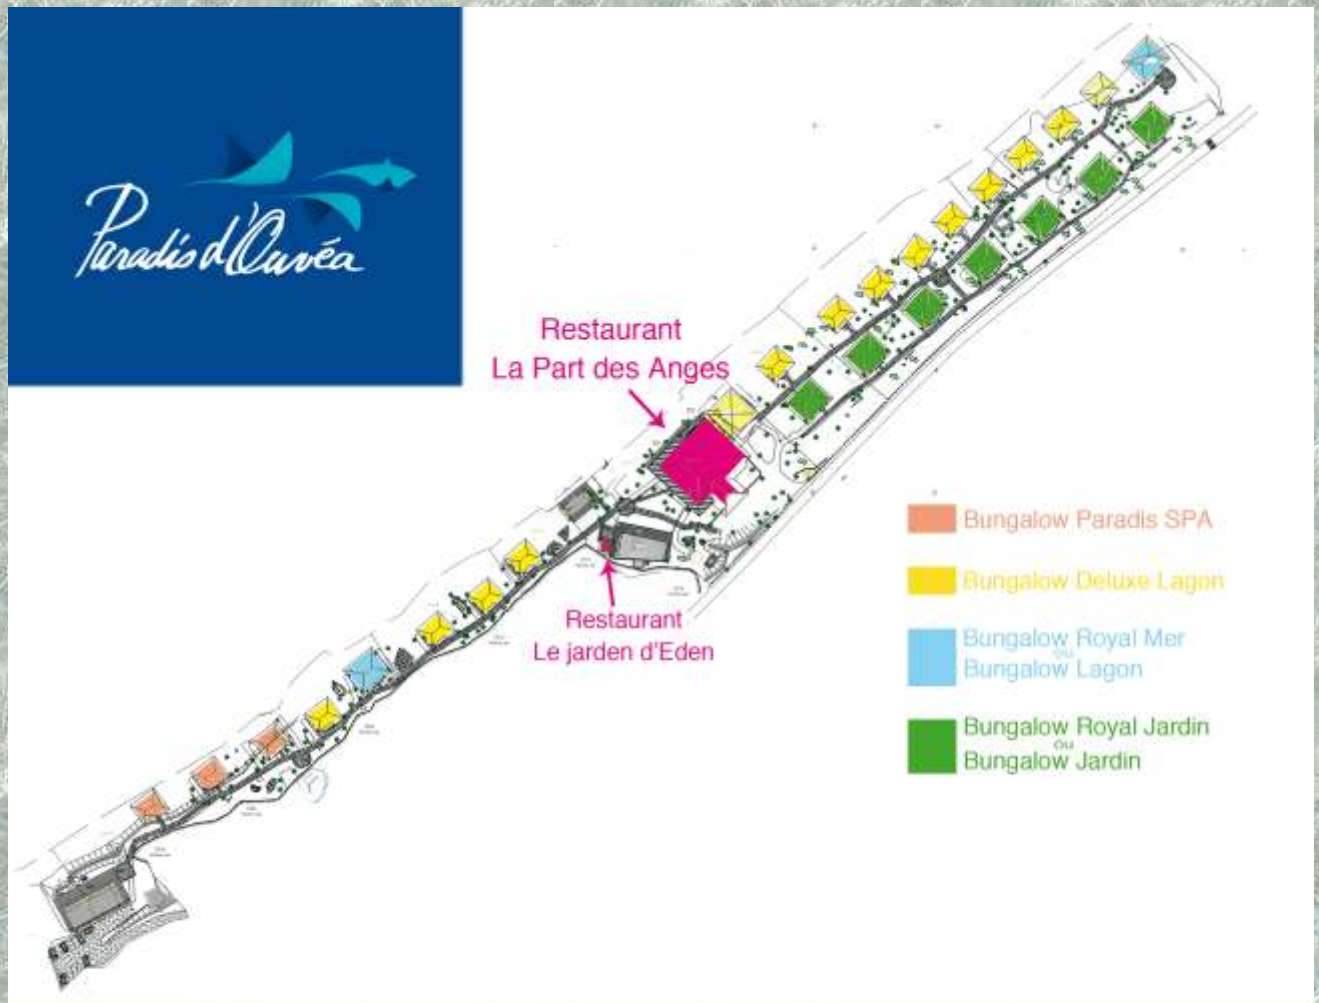 Paradis d'Ouvéa
Restaurant
La Part des Anges
Restaurant
Le jarden d'Eden
Bungalow Paradis SPA
Bungalow Deluxe Lagon
Bungalow Royal Mer
ou
Bungalow Lagon
Bungalow Royal Jardin
ou
Bungalow Jardin